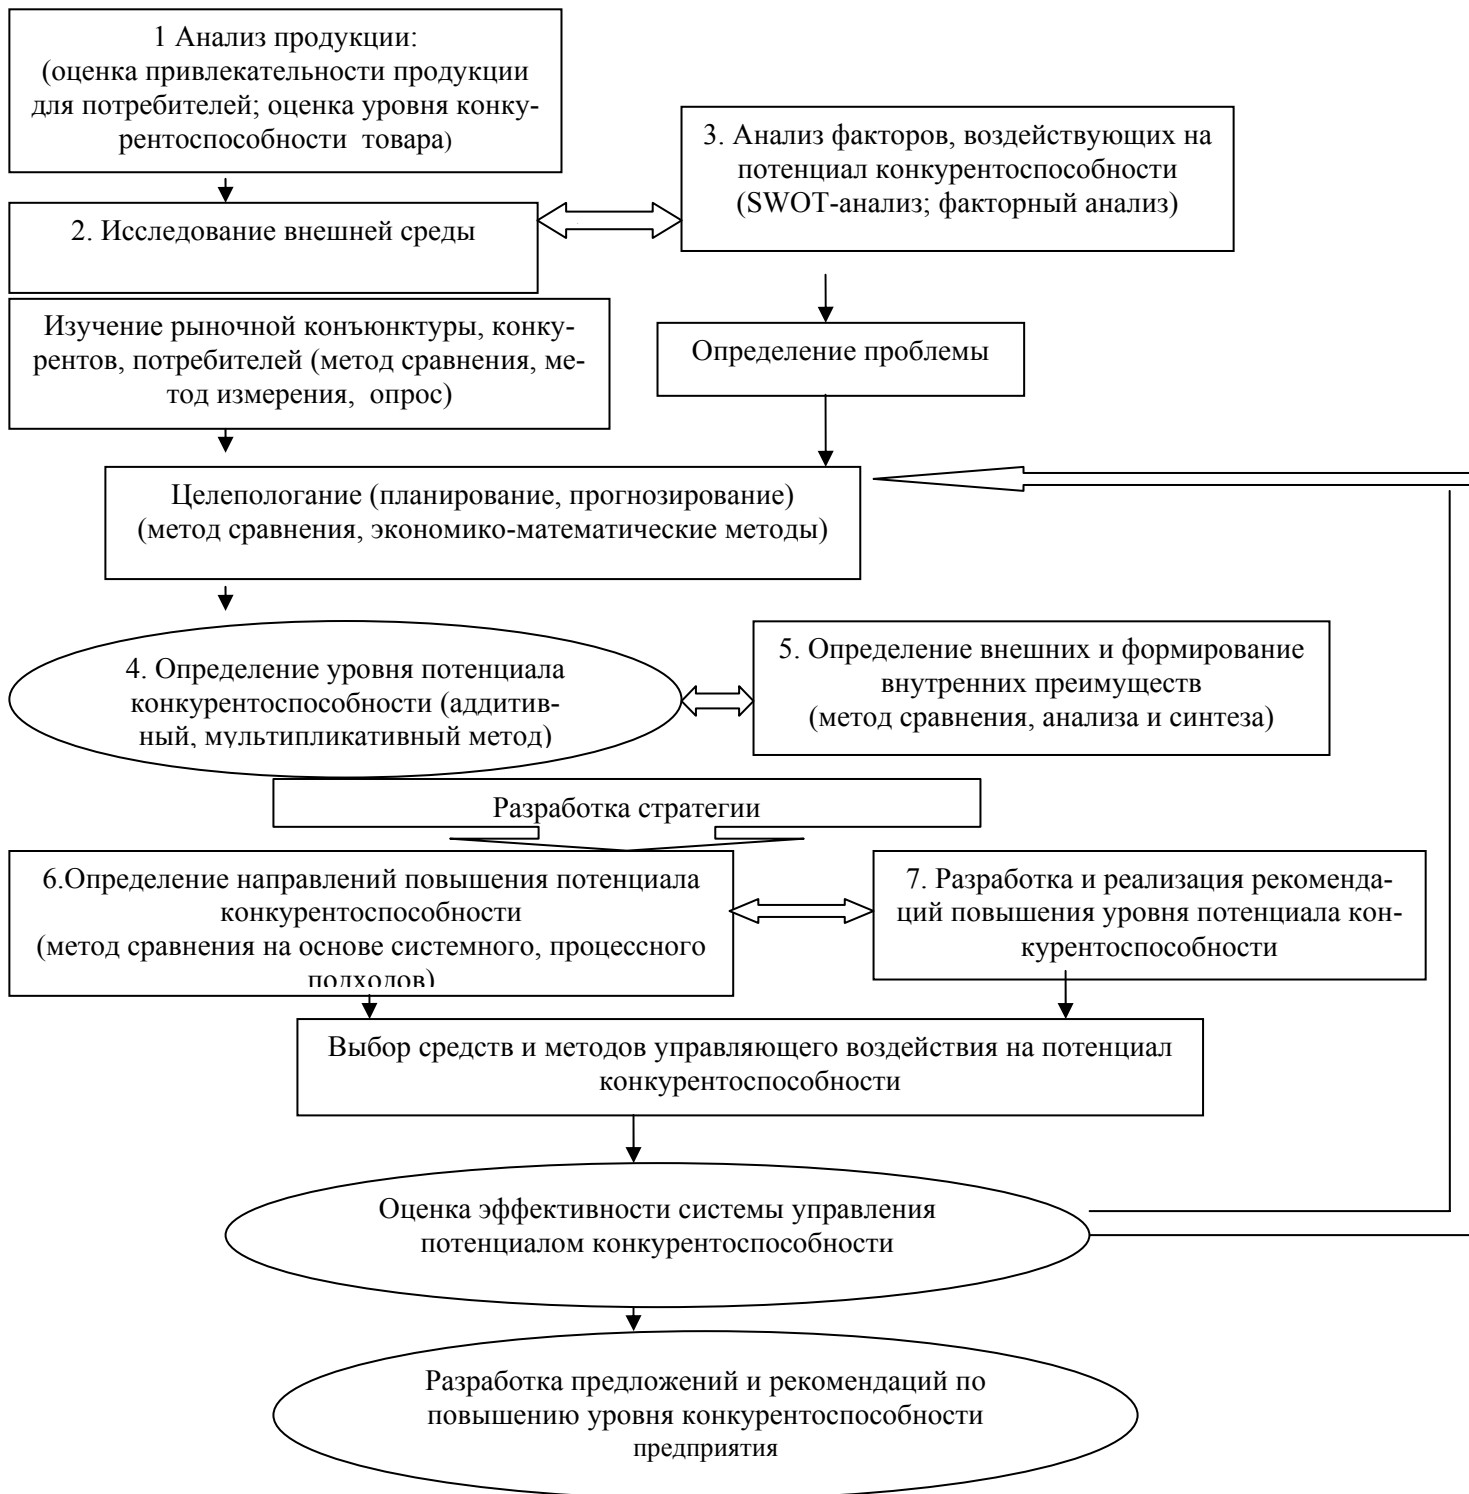 1 Анализ продукции:
(оценка привлекательности продукции
для потребителей; оценка уровня конку-
рентоспособности товара)
3. Анализ факторов, воздействующих на
потенциал конкурентоспособности
(SWOT-анализ; факторный анализ)
2. Исследование внешней среды
Изучение рыночной конъюнктуры, конку-
рентов, потребителей (метод сравнения, ме-
тод измерения, опрос)
Определение проблемы
Целепологание (планирование, прогнозирование)
(метод сравнения, экономико-математические методы)
4. Определение уровня потенциала
конкурентоспособности (аддитив-
ный, мультипликативный метод)
5. Определение внешних и формирование
внутренних преимуществ
(метод сравнения, анализа и синтеза)
Разработка стратегии
6.Определение направлений повышения потенциала
конкурентоспособности
(метод сравнения на основе системного, процессного
подходов)
7. Разработка и реализация рекоменда-
ций повышения уровня потенциала кон-
курентоспособности
Выбор средств и методов управляющего воздействия на потенциал
конкурентоспособности
Оценка эффективности системы управления
потенциалом конкурентоспособности
Разработка предложений и рекомендаций по
повышению уровня конкурентоспособности
предприятия